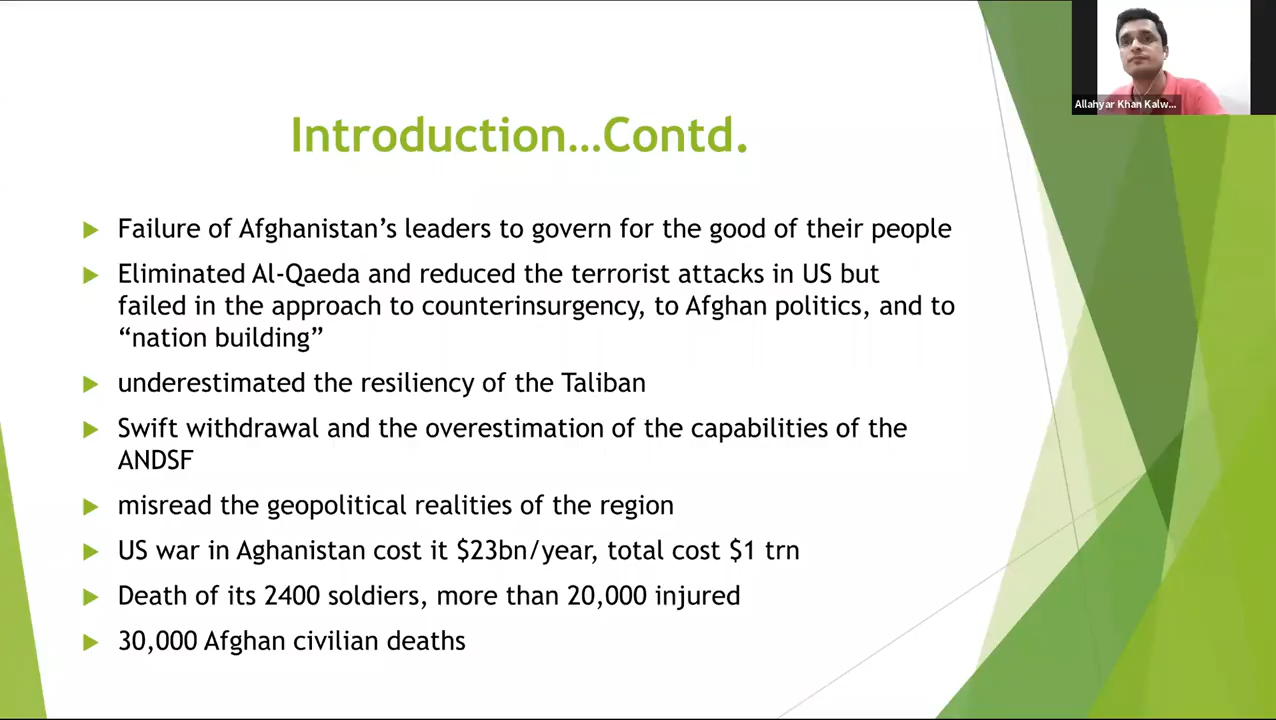 Allahyar Khan Kalw...
Introduction...Contd.
Failure of Afghanistan’s leaders to govern for the good of their people
Eliminated Al-Qaeda and reduced the terrorist attacks in US but
failed in the approach to counterinsurgency, to Afghan politics, and to
“nation building”
underestimated the resiliency of the Taliban
Swift withdrawal and the overestimation of the capabilities of the
ANDSF
misread the geopolitical realities of the region
US war in Aghanistan cost it $23bn/year, total cost $1 trn
Death of its 2400 soldiers, more than 20,000 injured
30,000 Afghan civilian deaths